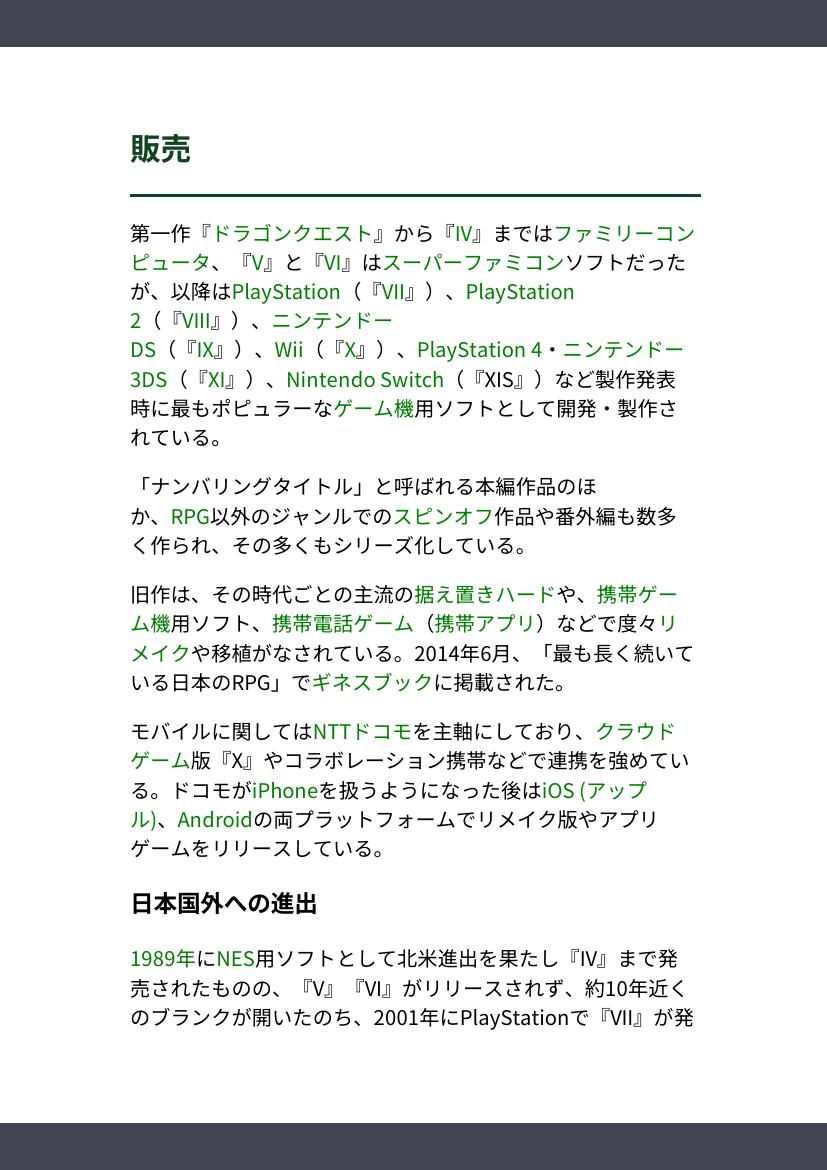 販売
第一作『ドラゴンクエスト』から『IV』まではファミリーコン
ピュータ、『V』と『VI』はスーパーファミコンソフトだった
が、以降はPlayStation（『VII』）、PlayStation
2（『VIII』）、ニンテンドー
DS（『IX』）、Wii（『X』）、PlayStation 4・ニンテンドー
3DS（『XI』）、Nintendo Switch（『XIS』）など製作発表
時に最もポピュラーなゲーム機用ソフトとして開発・製作さ
れている。
「ナンバリングタイトル」と呼ばれる本編作品のほ
か、RPG以外のジャンルでのスピンオフ作品や番外編も数多
く作られ、その多くもシリーズ化している。
旧作は、その時代ごとの主流の据え置きハードや、携帯ゲー
ム機用ソフト、携帯電話ゲーム（携帯アプリ）などで度々リ
メイクや移植がなされている。2014年6月、「最も長く続いて
いる日本のRPG」でギネスブックに掲載された。
モバイルに関してはNTTドコモを主軸にしており、クラウド
ゲーム版『X』やコラボレーション携帯などで連携を強めてい
る。ドコモがiPhoneを扱うようになった後はiOS (アップ
ル)、Androidの両プラットフォームでリメイク版やアプリ
ゲームをリリースしている。
日本国外への進出
1989年にNES用ソフトとして北米進出を果たし『IV』まで発
売されたものの、『V』『VI』がリリースされず、約10年近く
のブランクが開いたのち、2001年にPlayStationで『VII』が発